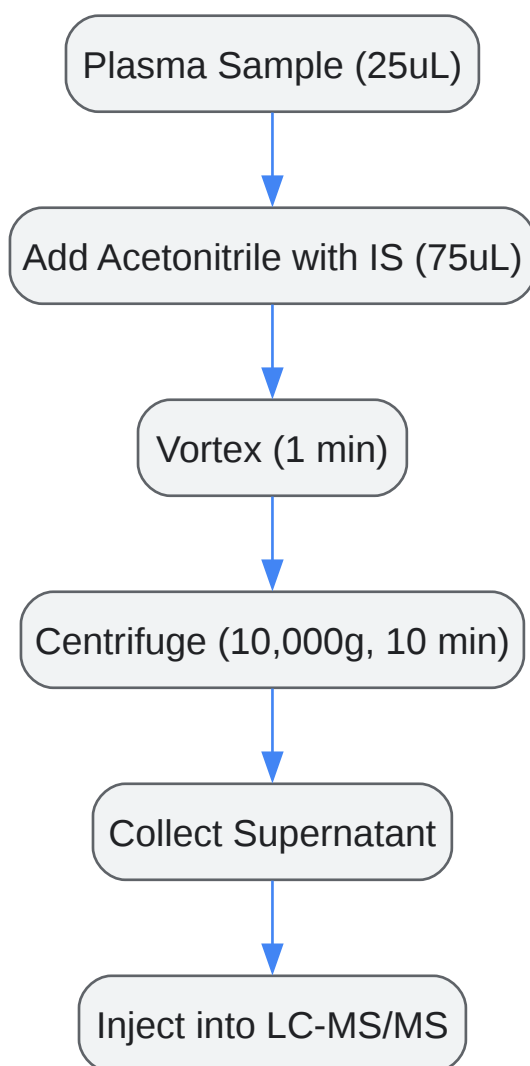 Plasma Sample (25uL)
Add Acetonitrile with IS (75uL)
Vortex (1 min)
Centrifuge (10,000g, 10 min)
Collect Supernatant
Inject into LC-MS/MS